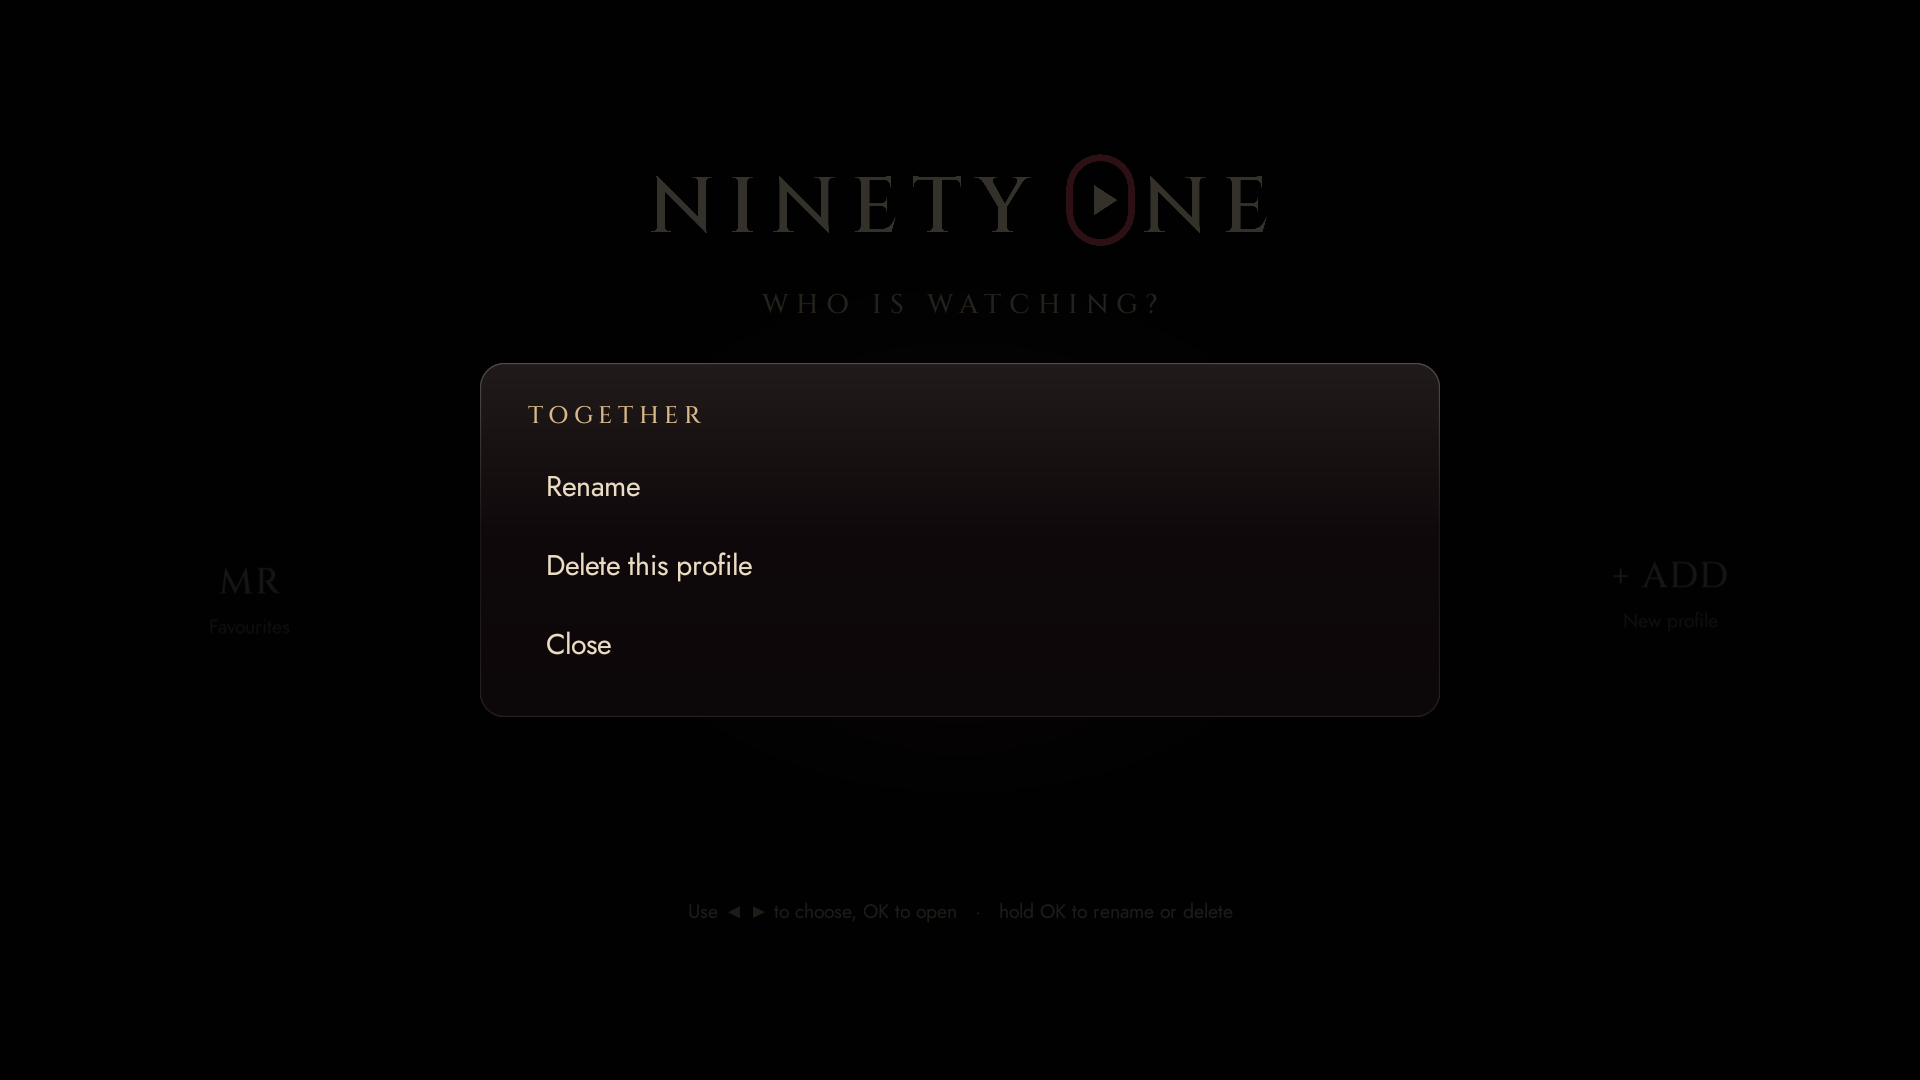 NINETY ONE
WHO IS WATCHING?
TOGETHER
Rename
Delete this profile
Close
MR
Favourites
+ ADD
New profile
Use ◄ ► to choose, OK to open · hold OK to rename or delete